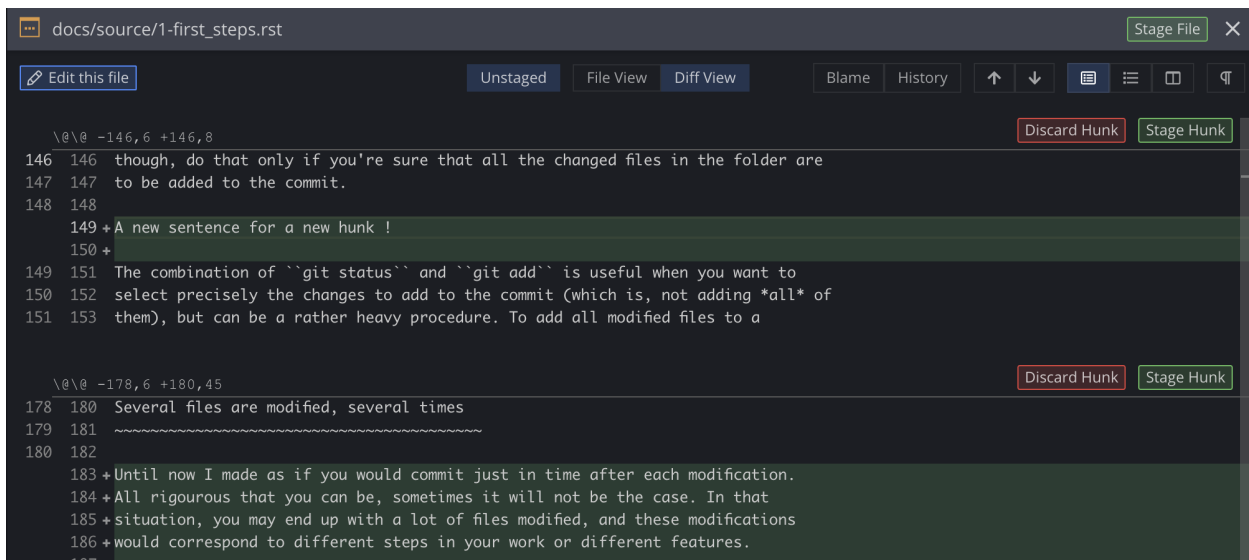 docs/source/1-first_steps.rst Stage File
Edit this file Unstaged File View Diff View Blame History
\@\@ -146,6 +146,8 Discard Hunk Stage Hunk
146 146 though, do that only if you're sure that all the changed files in the folder are
147 147 to be added to the commit.
148 148
149 +A new sentence for a new hunk !
150 +
149 151 The combination of ``git status`` and ``git add`` is useful when you want to
150 152 select precisely the changes to add to the commit (which is, not adding *all* of
151 153 them), but can be a rather heavy procedure. To add all modified files to a
\@\@ -178,6 +180,45 Discard Hunk Stage Hunk
178 180 Several files are modified, several times
179 181 ~~~~~~~~~~~~~~~~~~~~~~~~~~~~~~~~~~~~~~~~~
180 182
183 +Until now I made as if you would commit just in time after each modification.
184 +All rigourous that you can be, sometimes it will not be the case. In that
185 +situation, you may end up with a lot of files modified, and these modifications
186 +would correspond to different steps in your work or different features.